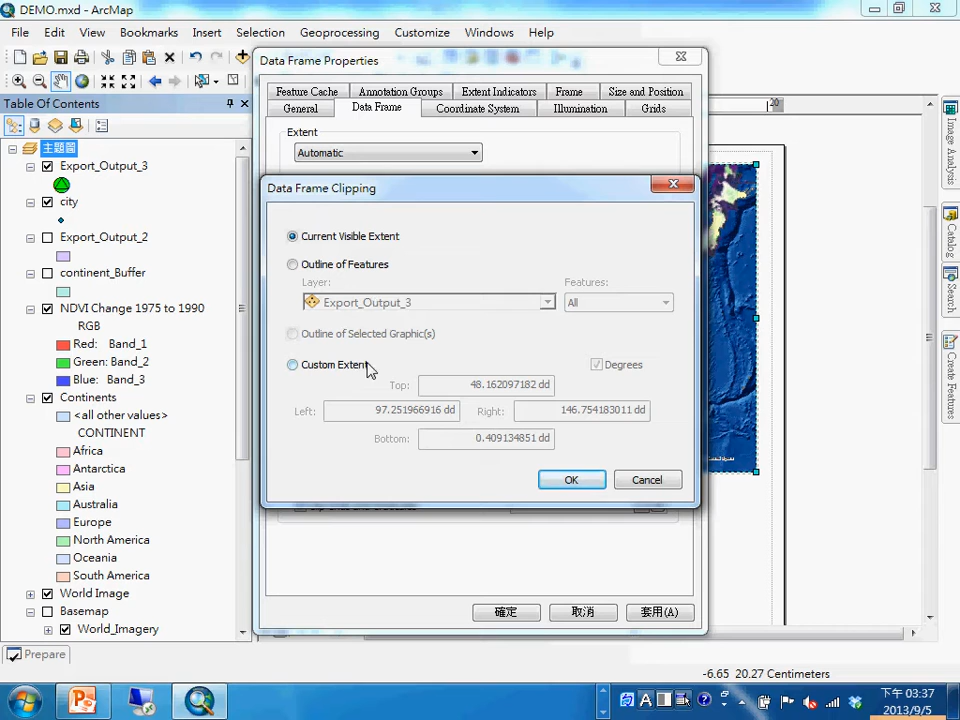 DEMO.mxd - ArcMap
File Edit View Bookmarks Insert Selection Geoprocessing Customize Windows Help
Data Frame Properties
Table Of Contents
Feature Cache Annotation Groups Extent Indicators Frame Size and Position
General Data Frame Coordinate System Illumination Grids
20
Extent
Automatic
主題圖
Export_Output_3
city
Export_Output_2
continent_Buffer
NDVI Change 1975 to 1990
RGB
Red: Band_1
Green: Band_2
Blue: Band_3
Continents
<all other values>
CONTINENT
Africa
Antarctica
Asia
Australia
Europe
North America
Oceania
South America
World Image
Basemap
World_Imagery
Data Frame Clipping
Current Visible Extent
Outline of Features
Layer:
Features:
Export_Output_3
All
Outline of Selected Graphic(s)
Custom Extent
Degrees
Top: 48.162097182 dd
Left: 97.251966916 dd Right: 146.754183011 dd
Bottom: 0.409134851 dd
OK Cancel
確定 取消 套用(A)
Image Analysis
Catalog
Search
Create Features
Prepare
-6.65 20.27 Centimeters
下午 03:37
2013/9/5